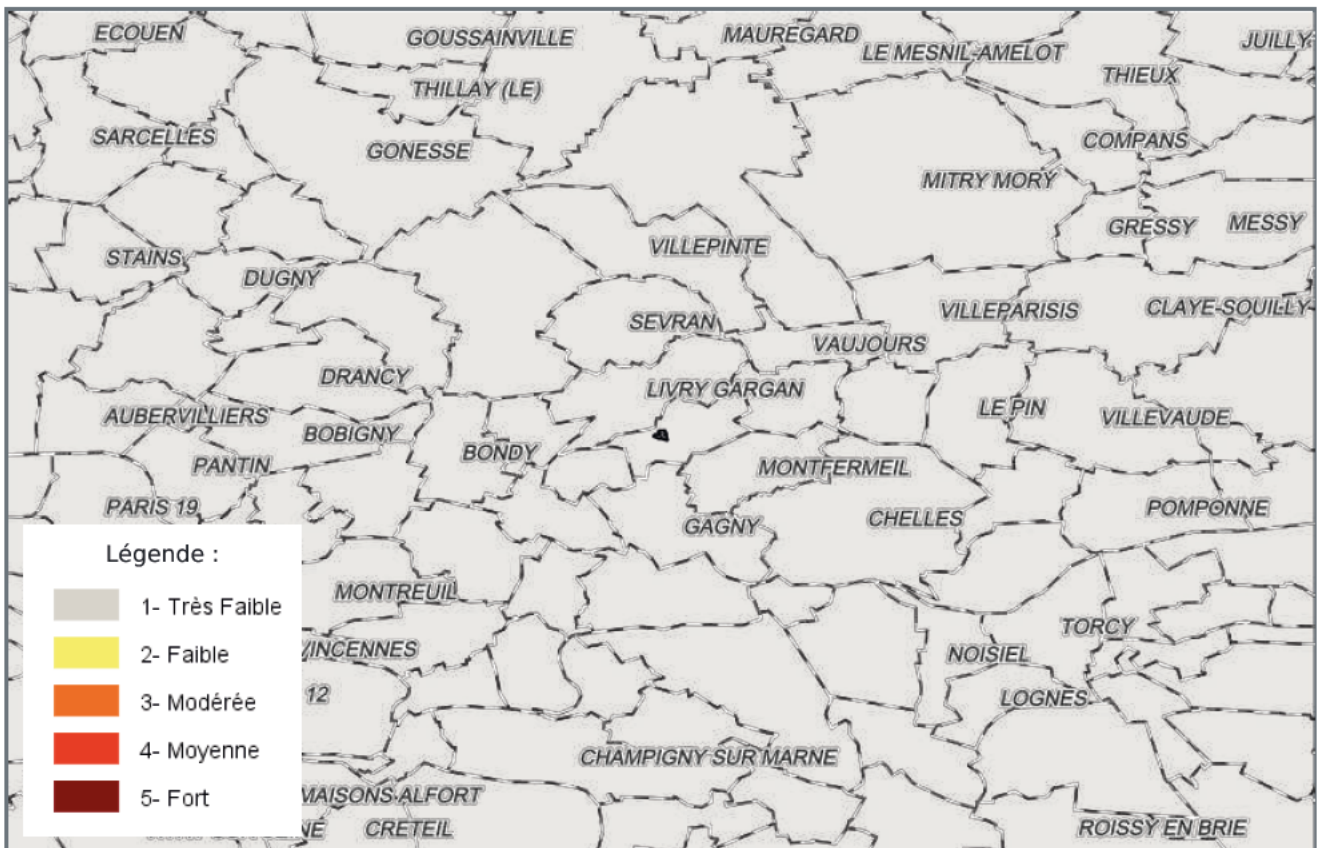 ECOUEN
GOUSSAINVILLE
MAUREGARD
LE MESNIL-AMELOT
JUILLY
THIEUX
THILLAY (LE)
SARCELLES
GONESSE
COMPANS
MITRY MORY
GRESSY
MESSY
STAINS
DUGNY
VILLEPINTE
VILLEPARISIS
CLAYE-SOUILLY
SEVRAN
VAUJOURS
DRANCY
LIVRY GARGAN
AUBERVILLIERS
BOBIGNY
LE PIN
VILLEVAUDE
PANTIN
BONDY
MONTFERMEIL
PARIS 19
GAGNY
CHELLES
POMPONNE
Légende :
1- Très Faible
2- Faible
3- Modérée
4- Moyenne
5- Fort
MONTREUIL
VINCENNES
12
TORCY
NOISIEL
LOGNES
CHAMPIGNY SUR MARNE
MAISONS ALFORT
CRETEIL
ROISSY EN BRIE